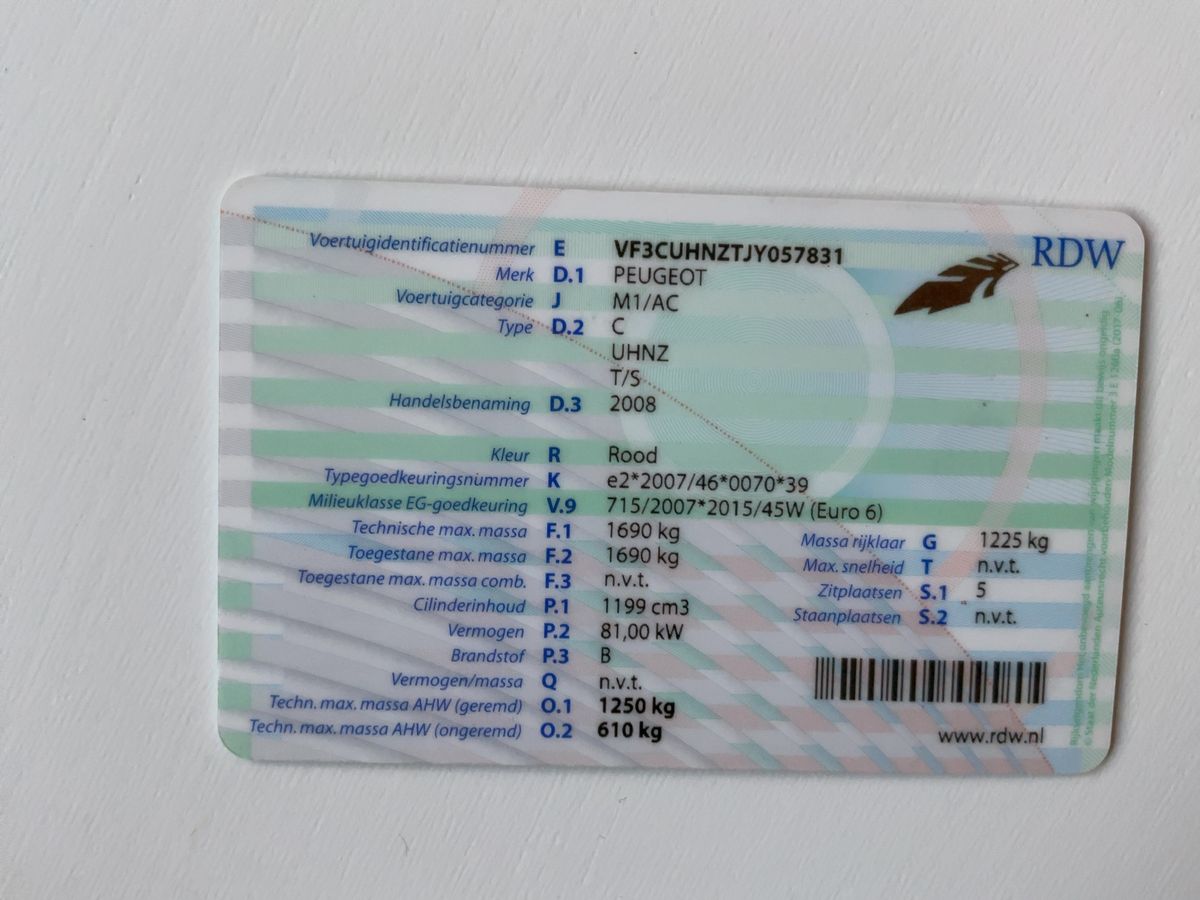 RDW
Voertuigidentificatienummer E VF3CUHNZTJY057831
Merk D.1 PEUGEOT
Voertuigcategorie J M1/AC
Type D.2 C
UHNZ
T/S
Handelsbenaming D.3 2008
Kleur R Rood
Typegoedkeuringsnummer K e2*2007/46*0070*39
Milieuklasse EG-goedkeuring V.9 715/2007*2015/45W (Euro 6)
Technische max. massa F.1 1690 kg
Toegestane max. massa F.2 1690 kg
Toegestane max. massa comb. F.3 n.v.t.
Cilinderinhoud P.1 1199 cm3
Vermogen P.2 81,00 kW
Brandstof P.3 B
Vermogen/massa Q n.v.t.
Techn. max. massa AHW (geremd) O.1 1250 kg
Techn. max. massa AHW (ongeremd) O.2 610 kg
Massa rijklaar G 1225 kg
Max. snelheid T n.v.t.
Zitplaatsen S.1 5
Staanplaatsen S.2 n.v.t.
www.rdw.nl